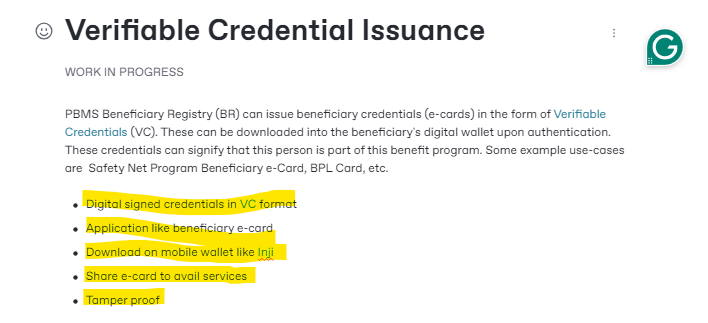 Verifiable Credential Issuance
WORK IN PROGRESS
PBMS Beneficiary Registry (BR) can issue beneficiary credentials (e-cards) in the form of Verifiable
Credentials (VC). These can be downloaded into the beneficiary's digital wallet upon authentication.
These credentials can signify that this person is part of this benefit program. Some example use-cases
are  Safety Net Program Beneficiary e-Card, BPL Card, etc.
• Digital signed credentials in VC format
• Application like beneficiary e-card
• Download on mobile wallet like Inji
• Share e-card to avail services
• Tamper proof